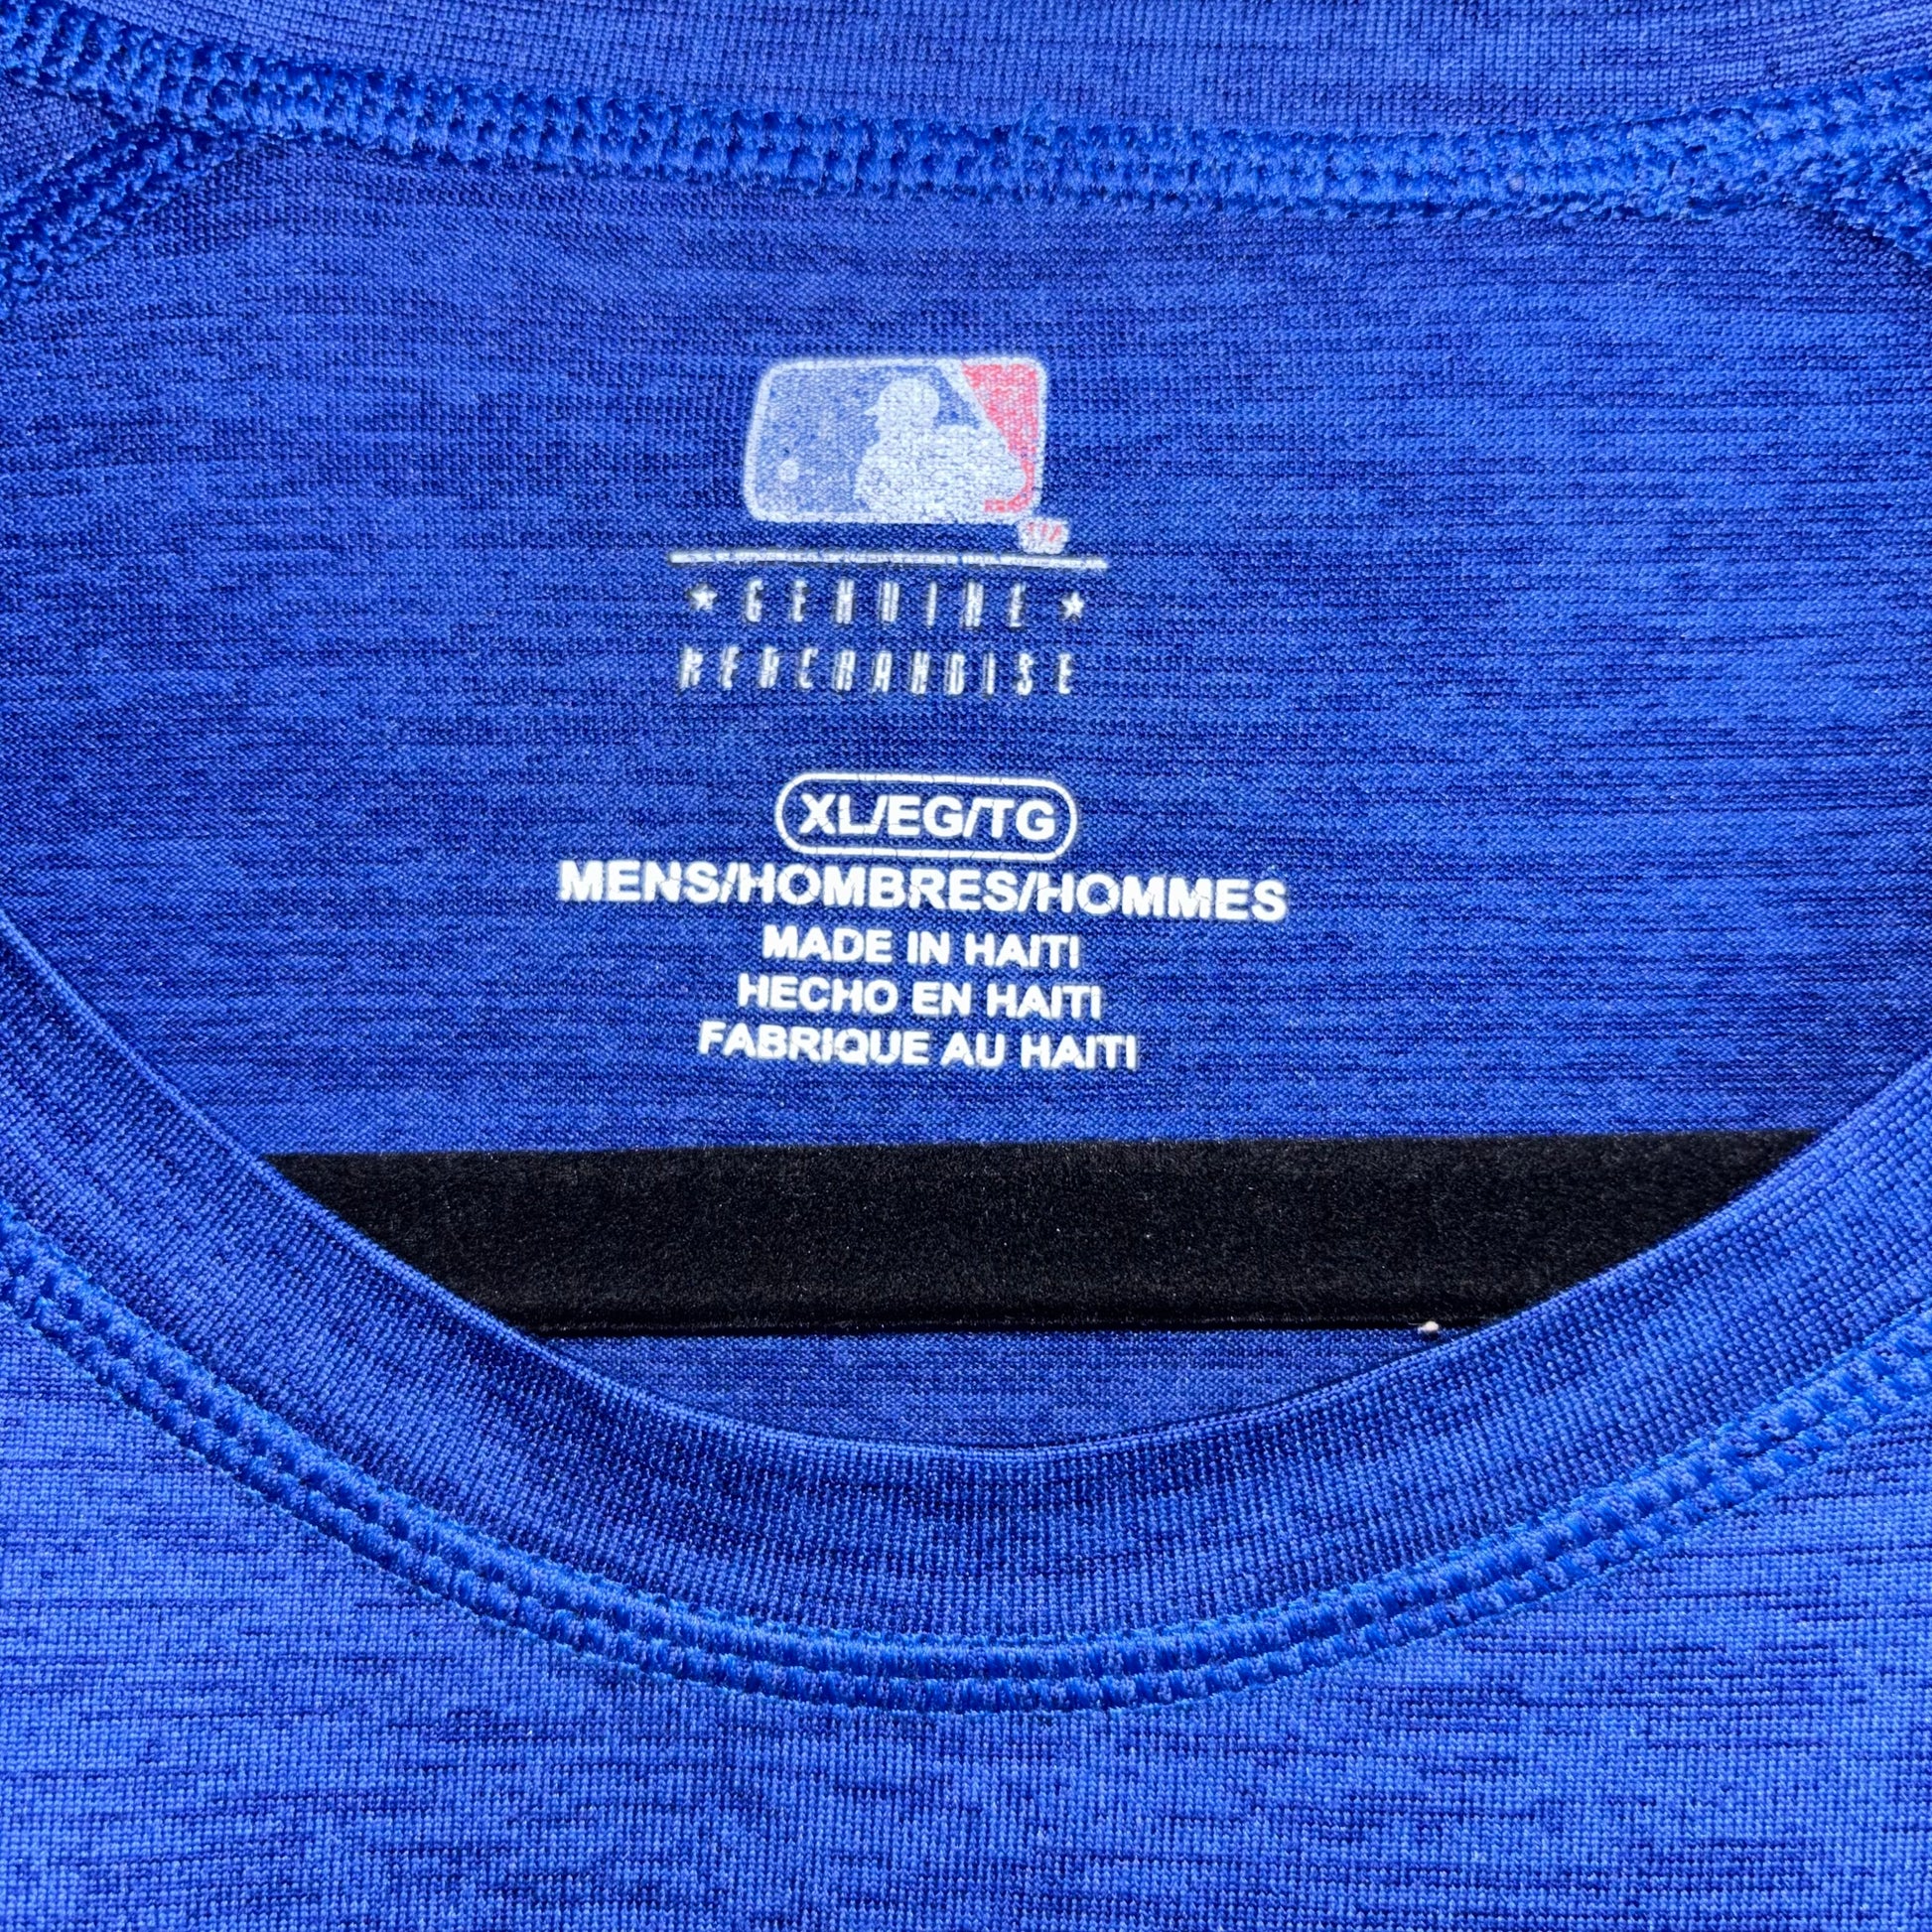 GENUINE
MERCHANDISE
XL/EG/TG
MENS/HOMBRES/HOMMES
MADE IN HAITI
HECHO EN HAITI
FABRIQUE AU HAITI